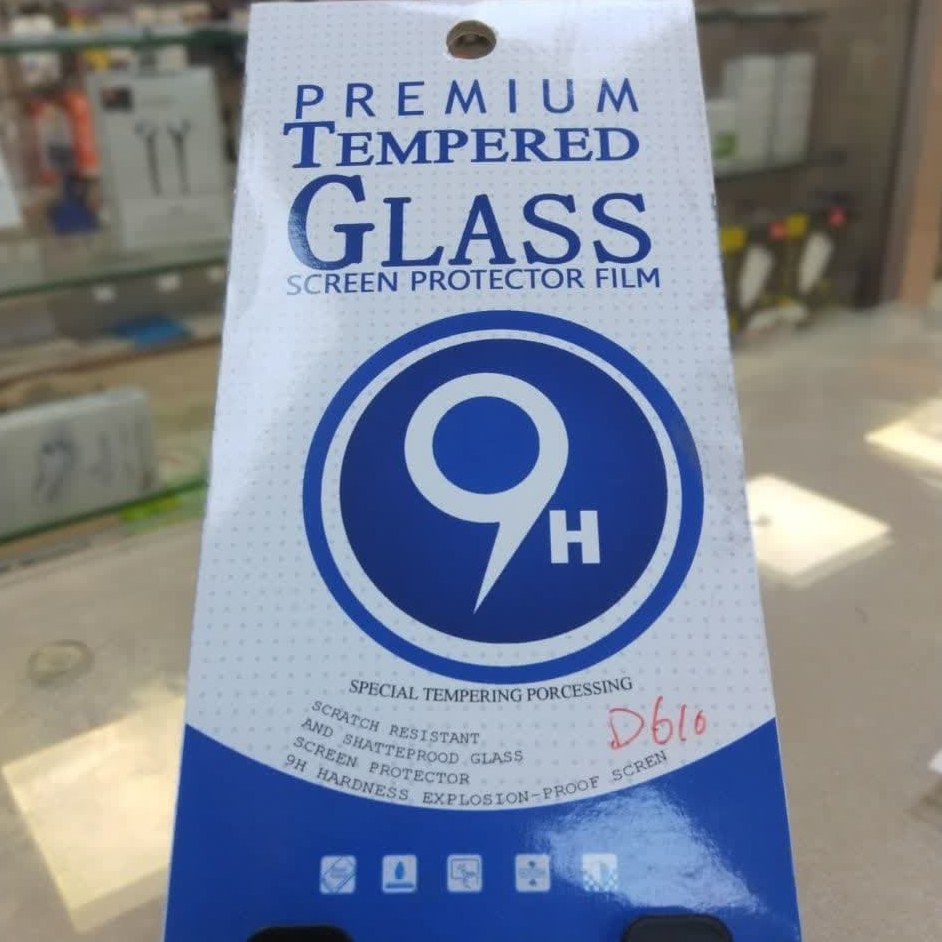 PREMIUM
TEMPERED
GLASS
SCREEN PROTECTOR FILM
9H
SPECIAL TEMPERING PORCESSING
SCRATCH RESISTANT
AND SHATTEPROOD GLASS
SCREEN PROTECTOR
9H HARDNESS EXPLOSION-PROOF SCREN
D610